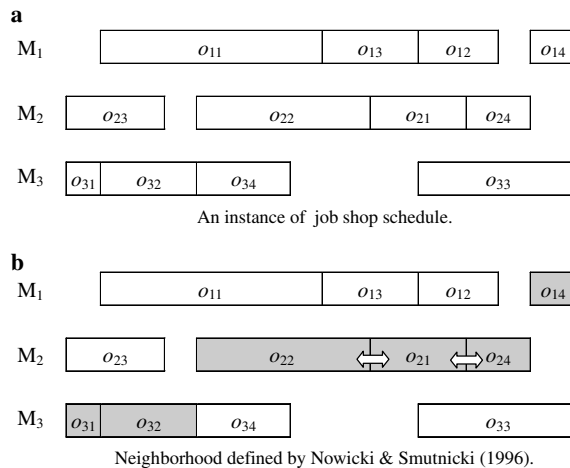 a
M₁ o₁₁ o₁₃ o₁₂ o₁₄
M₂ o₂₃ o₂₂ o₂₁ o₂₄
M₃ o₃₁ o₃₂ o₃₄ o₃₃
An instance of job shop schedule.
b
M₁ o₁₁ o₁₃ o₁₂ o₁₄
M₂ o₂₃ o₂₂ o₂₁ o₂₄
M₃ o₃₁ o₃₂ o₃₄ o₃₃
Neighborhood defined by Nowicki & Smutnicki (1996).